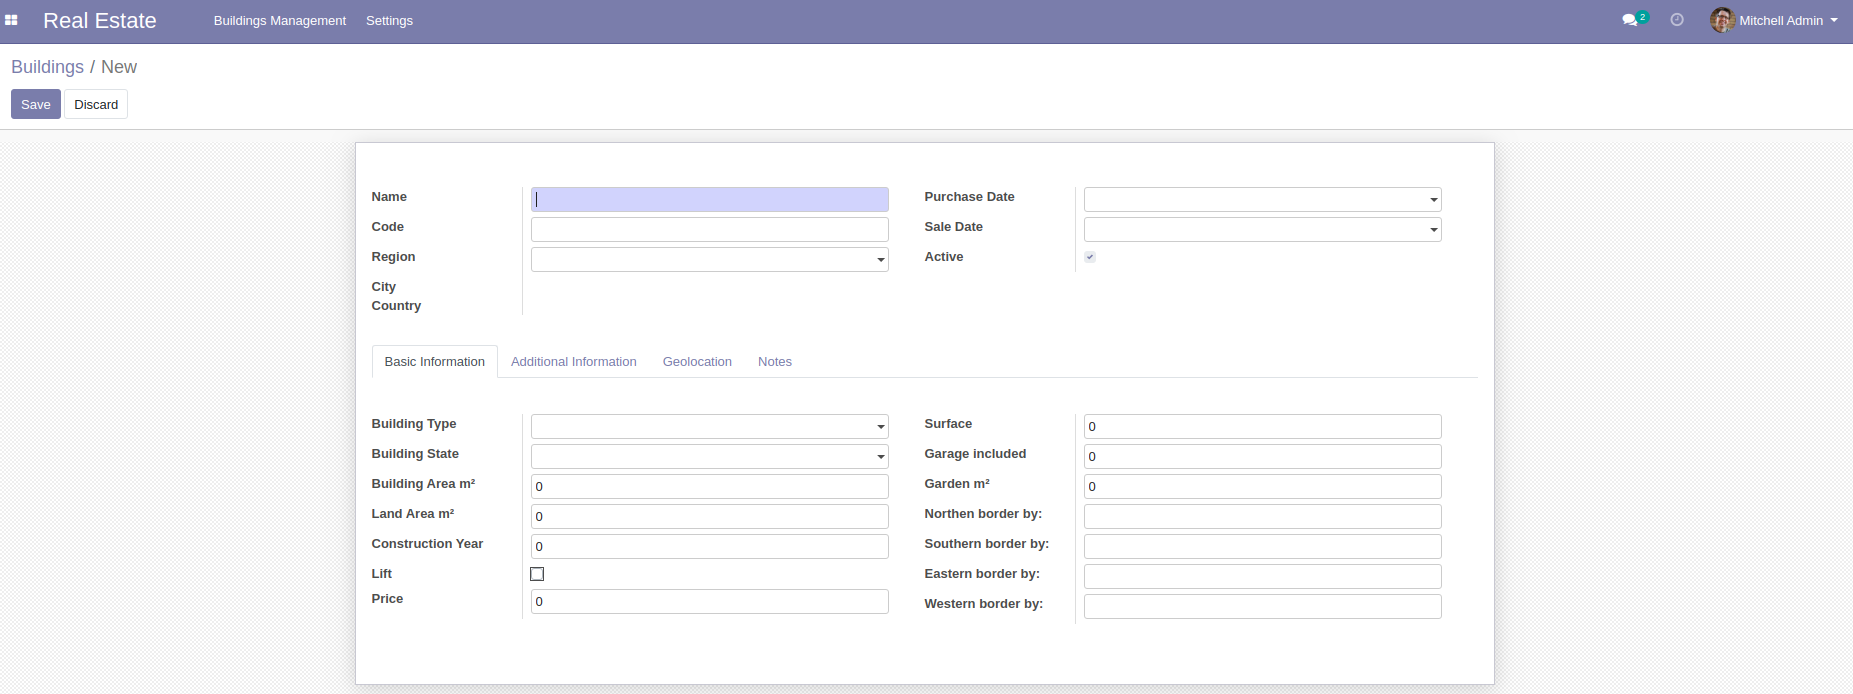 Real Estate Buildings Management Settings 2 Mitchell Admin
Buildings / New
Save Discard
Name
Code
Region
City
Country
Purchase Date
Sale Date
Active
Basic Information Additional Information Geolocation Notes
Building Type
Building State
Building Area m² 0
Land Area m² 0
Construction Year 0
Lift
Price 0
Surface 0
Garage included 0
Garden m² 0
Northen border by:
Southern border by:
Eastern border by:
Western border by: